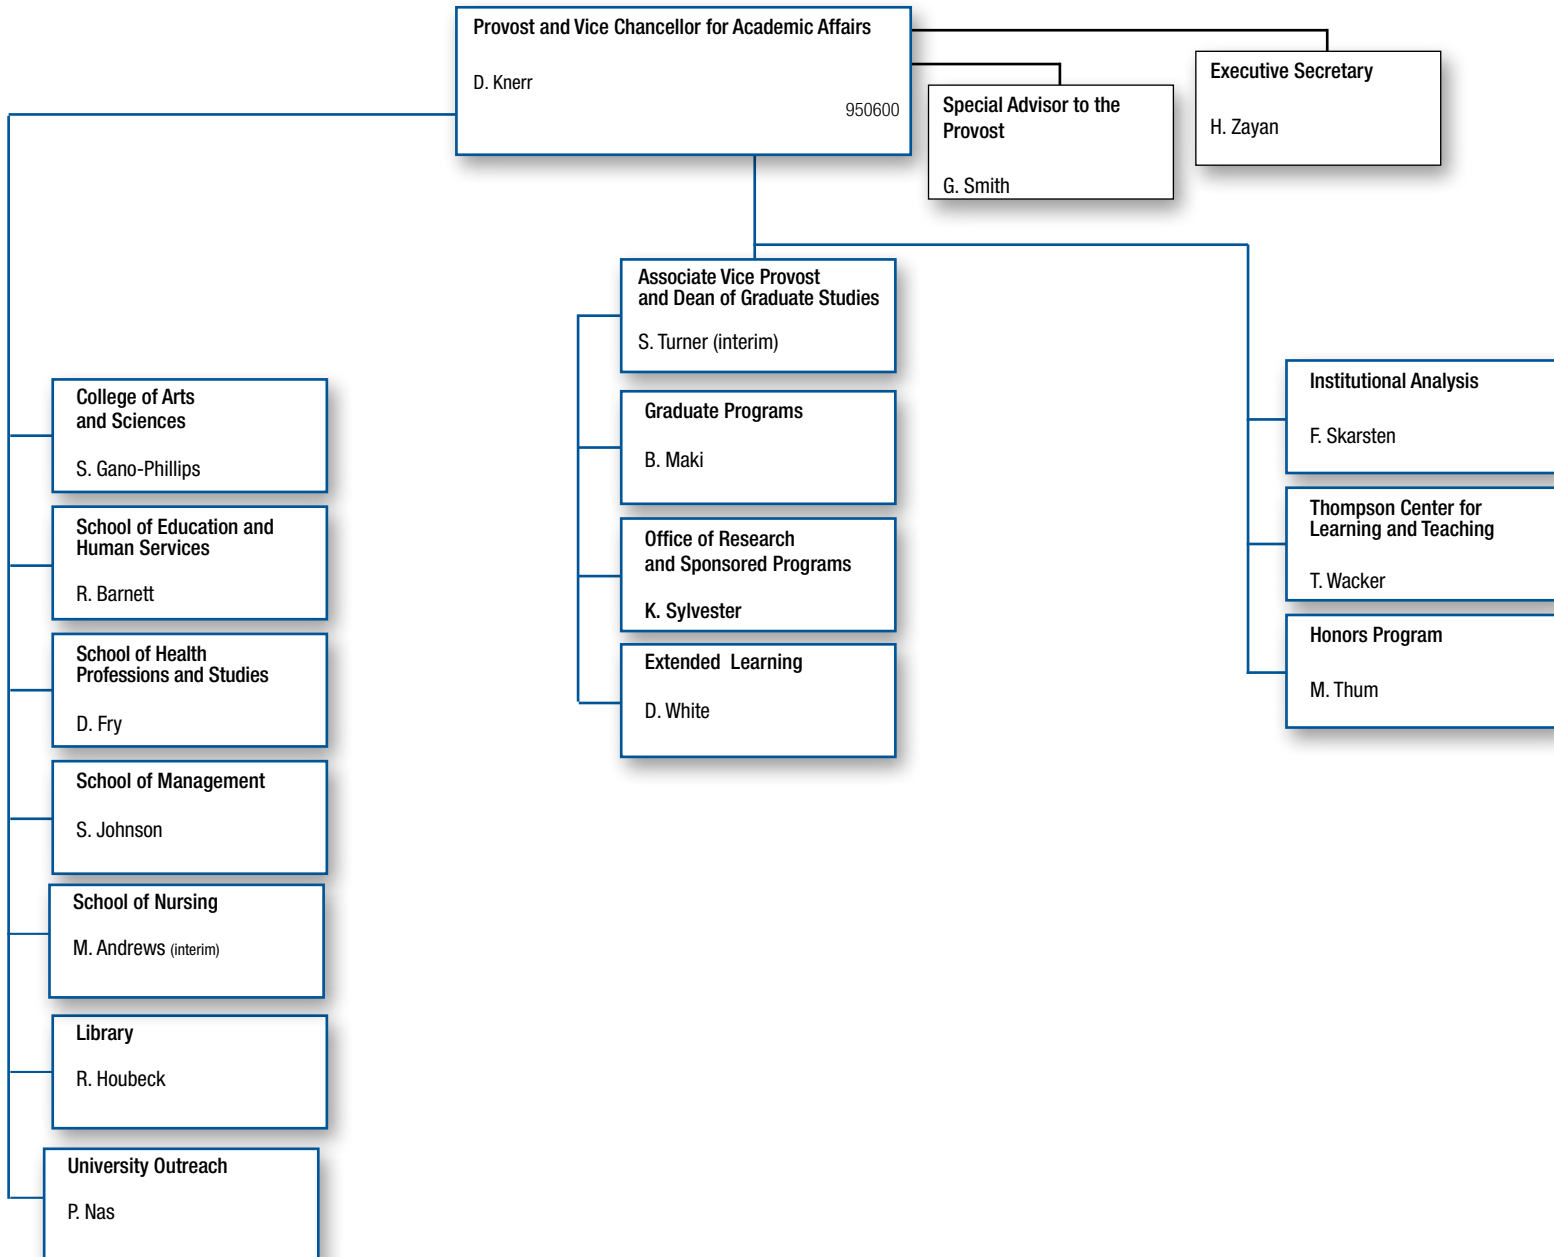 Provost and Vice Chancellor for Academic Affairs
D. Knerr
950600
Executive Secretary
H. Zayan
Special Advisor to the
Provost
G. Smith
College of Arts
and Sciences
S. Gano-Phillips
School of Education and
Human Services
R. Barnett
School of Health
Professions and Studies
D. Fry
School of Management
S. Johnson
School of Nursing
M. Andrews (interim)
Library
R. Houbeck
University Outreach
P. Nas
Associate Vice Provost
and Dean of Graduate Studies
S. Turner (interim)
Graduate Programs
B. Maki
Office of Research
and Sponsored Programs
K. Sylvester
Extended Learning
D. White
Institutional Analysis
F. Skarsten
Thompson Center for
Learning and Teaching
T. Wacker
Honors Program
M. Thum